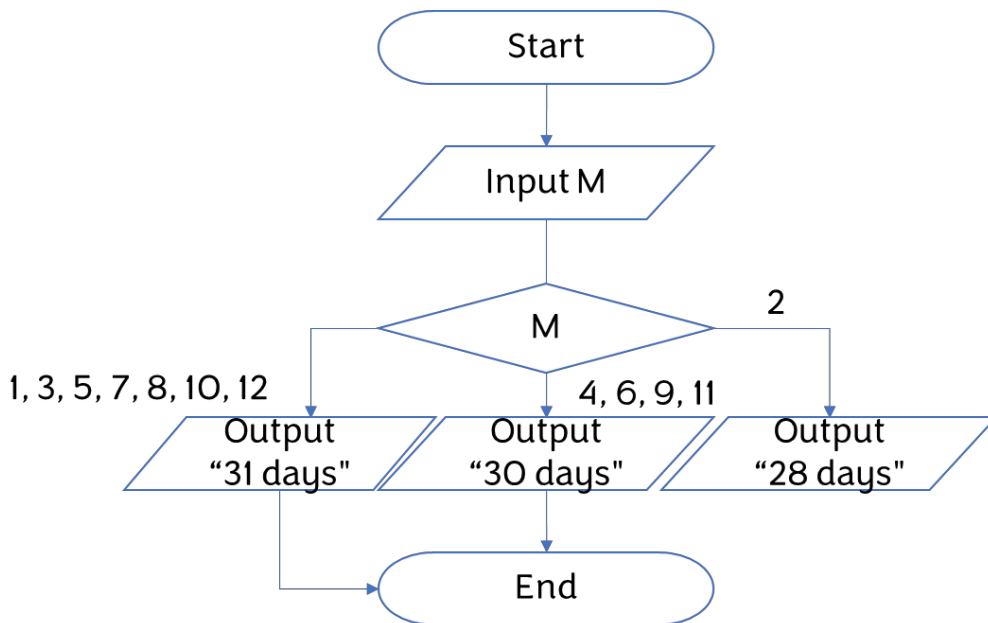 Start
Input M
M
2
1, 3, 5, 7, 8, 10, 12
4, 6, 9, 11
Output
“31 days"
Output
“30 days"
Output
“28 days"
End